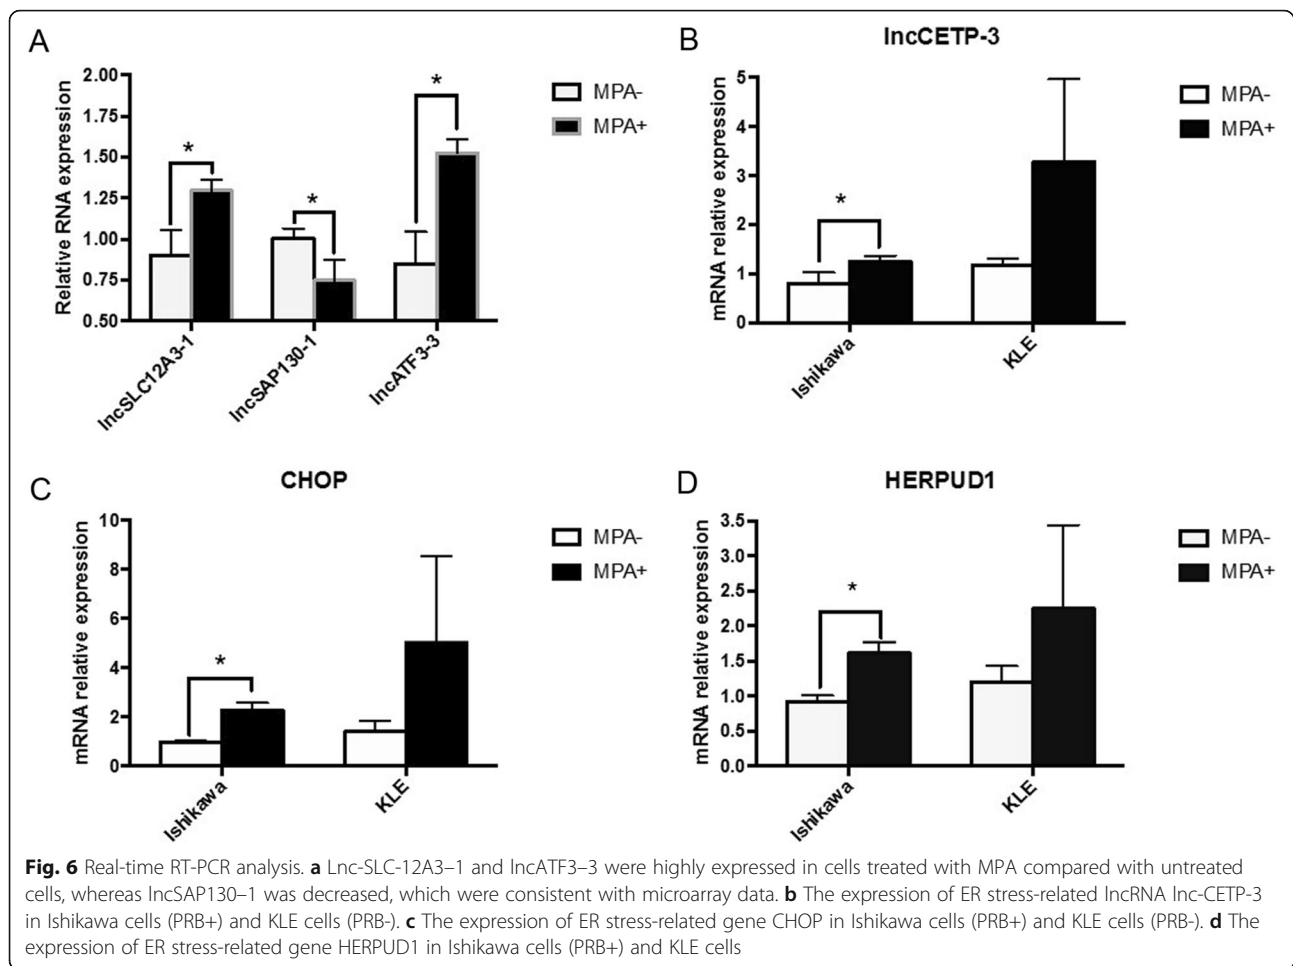 A
Relative RNA expression
2.00
1.75
1.50
1.25
1.00
0.75
0.50
*
*
*
MPA-
MPA+
lncSLC12A3-1
lncSAP130-1
lncATF3-3
B
lncCETP-3
mRNA relative expression
5
4
3
2
1
0
*
MPA-
MPA+
Ishikawa
KLE
C
CHOP
mRNA relative expression
10
8
6
4
2
0
*
MPA-
MPA+
Ishikawa
KLE
D
HERPUD1
mRNA relative expression
3.5
3.0
2.5
2.0
1.5
1.0
0.5
0.0
*
MPA-
MPA+
Ishikawa
KLE
Fig. 6 Real-time RT-PCR analysis. a Lnc-SLC-12A3–1 and lncATF3–3 were highly expressed in cells treated with MPA compared with untreated
cells, whereas lncSAP130–1 was decreased, which were consistent with microarray data. b The expression of ER stress-related lncRNA lnc-CETP-3
in Ishikawa cells (PRB+) and KLE cells (PRB-). c The expression of ER stress-related gene CHOP in Ishikawa cells (PRB+) and KLE cells (PRB-). d The
expression of ER stress-related gene HERPUD1 in Ishikawa cells (PRB+) and KLE cells